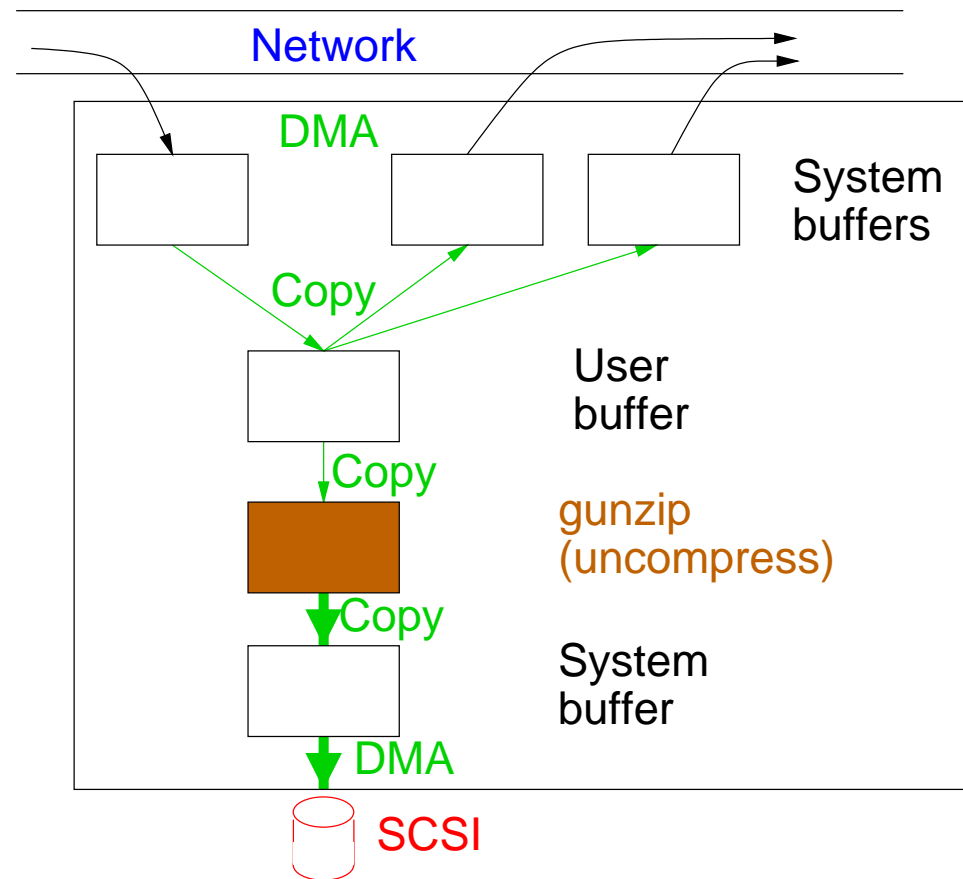 Network
DMA
System
buffers
Copy
User
buffer
Copy
gunzip
(uncompress)
Copy
System
buffer
DMA
SCSI